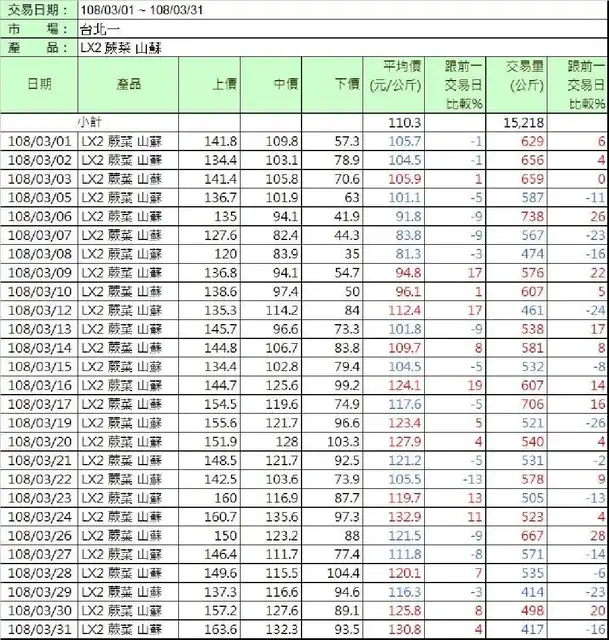 交易日期： 108/03/01 ~ 108/03/31
市　　場： 台北一
產　　品： LX2 蕨菜 山蘇
日期 產品 上價 中價 下價 平均價(元/公斤) 跟前一交易日比較% 交易量(公斤) 跟前一交易日比較%
小計 110.3 15,218
108/03/01 LX2 蕨菜 山蘇 141.8 109.8 57.3 105.7 -1 629 6
108/03/02 LX2 蕨菜 山蘇 134.4 103.1 78.9 104.5 -1 656 4
108/03/03 LX2 蕨菜 山蘇 141.4 105.8 70.6 105.9 1 659 0
108/03/05 LX2 蕨菜 山蘇 136.7 101.9 63 101.1 -5 587 -11
108/03/06 LX2 蕨菜 山蘇 135 94.1 41.9 91.8 -9 738 26
108/03/07 LX2 蕨菜 山蘇 127.6 82.4 44.3 83.8 -9 567 -23
108/03/08 LX2 蕨菜 山蘇 120 83.9 35 81.3 -3 474 -16
108/03/09 LX2 蕨菜 山蘇 136.8 94.1 54.7 94.8 17 576 22
108/03/10 LX2 蕨菜 山蘇 138.6 97.4 50 96.1 1 607 5
108/03/12 LX2 蕨菜 山蘇 135.3 114.2 84 112.4 17 461 -24
108/03/13 LX2 蕨菜 山蘇 145.7 96.6 73.3 101.8 -9 538 17
108/03/14 LX2 蕨菜 山蘇 144.8 106.7 83.8 109.7 8 581 8
108/03/15 LX2 蕨菜 山蘇 134.4 102.8 79.4 104.5 -5 532 -8
108/03/16 LX2 蕨菜 山蘇 144.7 125.6 99.2 124.1 19 607 14
108/03/17 LX2 蕨菜 山蘇 154.5 119.6 74.9 117.6 -5 706 16
108/03/19 LX2 蕨菜 山蘇 155.6 121.7 96.6 123.4 5 521 -26
108/03/20 LX2 蕨菜 山蘇 151.9 128 103.3 127.9 4 540 4
108/03/21 LX2 蕨菜 山蘇 148.5 121.7 92.5 121.2 -5 531 -2
108/03/22 LX2 蕨菜 山蘇 142.5 103.6 73.9 105.5 -13 578 9
108/03/23 LX2 蕨菜 山蘇 160 116.9 87.7 119.7 13 505 -13
108/03/24 LX2 蕨菜 山蘇 160.7 135.6 97.3 132.9 11 523 4
108/03/26 LX2 蕨菜 山蘇 150 123.2 88 121.5 -9 667 28
108/03/27 LX2 蕨菜 山蘇 146.4 111.7 77.4 111.8 -8 571 -14
108/03/28 LX2 蕨菜 山蘇 149.6 115.5 104.4 120.1 7 535 -6
108/03/29 LX2 蕨菜 山蘇 137.3 116.6 94.6 116.3 -3 414 -23
108/03/30 LX2 蕨菜 山蘇 157.2 127.6 89.1 125.8 8 498 20
108/03/31 LX2 蕨菜 山蘇 163.6 132.3 93.5 130.8 4 417 -16